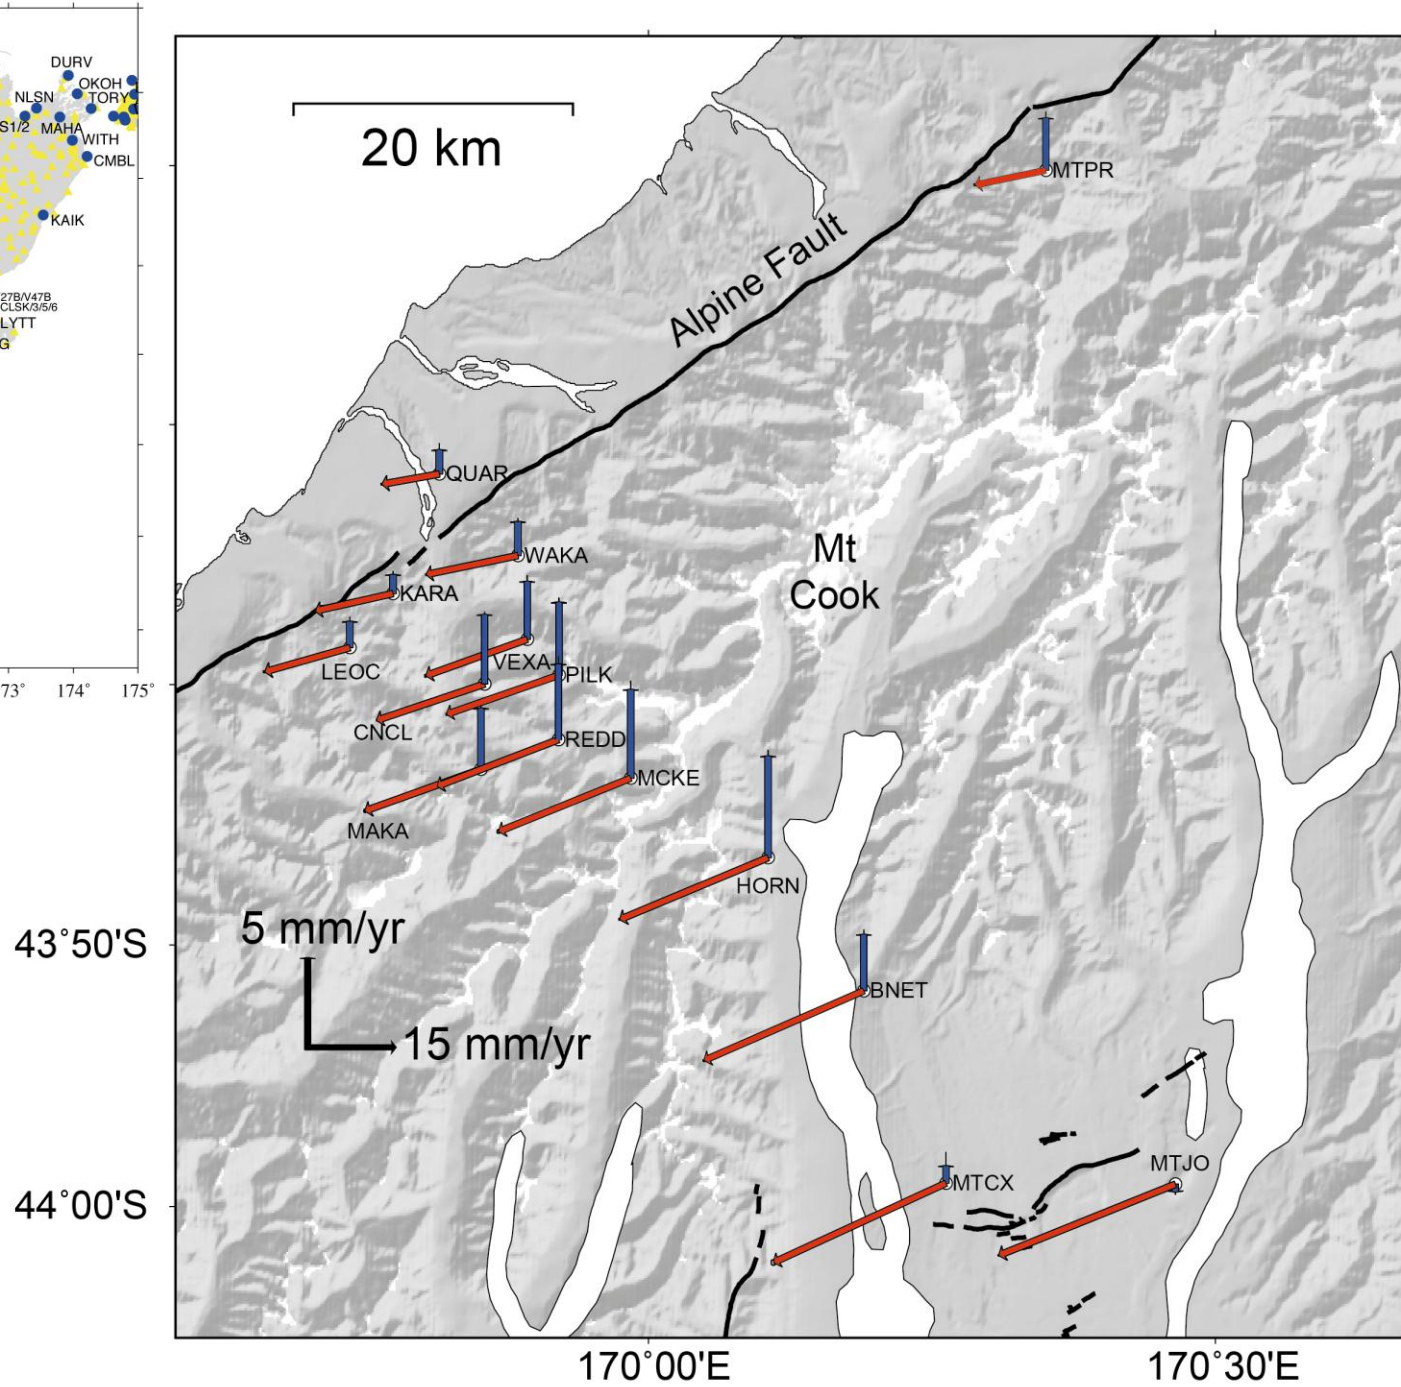 DURV
OKOH
NLSN
TORY
S1/2
MAHA
WITH
CMBL
KAIK
27B/V47B
CLSK/3/5/6
LYTT
G
73°
174°
175°
20 km
MTPR
Alpine Fault
QUAR
WAKA
Mt
Cook
KARA
LEOC
VEXA
PILK
CNCL
REDD
MCKE
MAKA
HORN
5 mm/yr
43°50'S
BNET
15 mm/yr
MTJO
MTCX
44°00'S
170°00'E
170°30'E